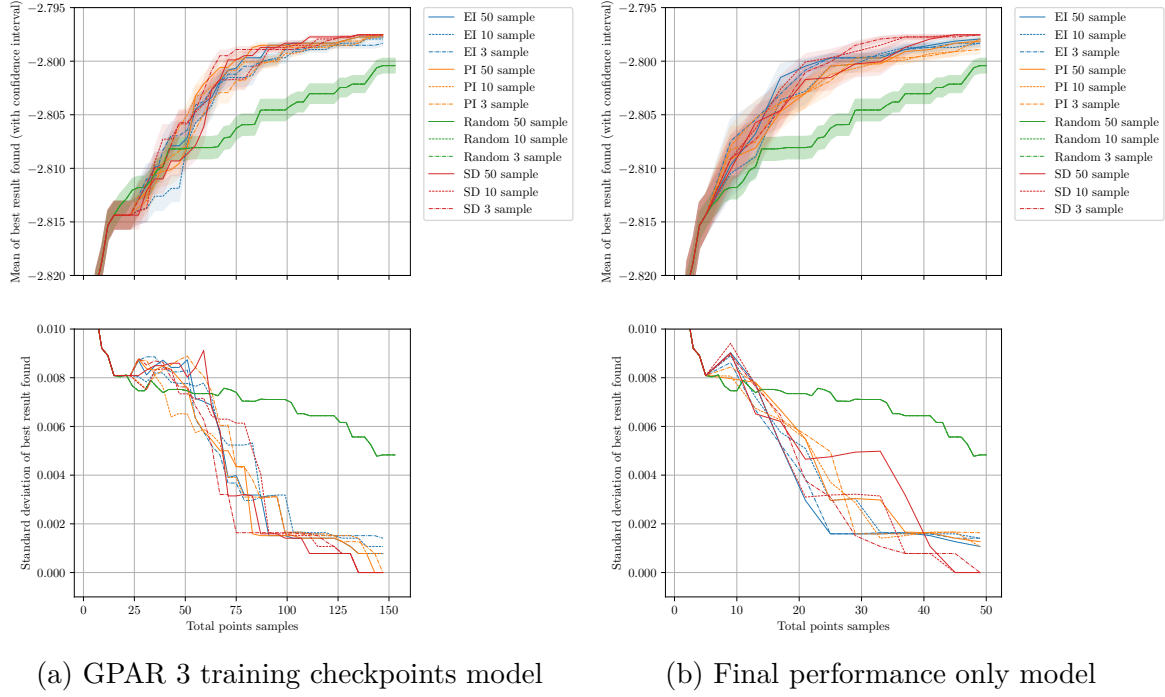 Mean of best result found (with confidence interval)
−2.795
−2.800
−2.805
−2.810
−2.815
−2.820
EI 50 sample
EI 10 sample
EI 3 sample
PI 50 sample
PI 10 sample
PI 3 sample
Random 50 sample
Random 10 sample
Random 3 sample
SD 50 sample
SD 10 sample
SD 3 sample
Mean of best result found (with confidence interval)
−2.795
−2.800
−2.805
−2.810
−2.815
−2.820
EI 50 sample
EI 10 sample
EI 3 sample
PI 50 sample
PI 10 sample
PI 3 sample
Random 50 sample
Random 10 sample
Random 3 sample
SD 50 sample
SD 10 sample
SD 3 sample
Standard deviation of best result found
0.010
0.008
0.006
0.004
0.002
0.000
0 25 50 75 100 125 150
Total points samples
Standard deviation of best result found
0.010
0.008
0.006
0.004
0.002
0.000
0 10 20 30 40 50
Total points samples
(a) GPAR 3 training checkpoints model
(b) Final performance only model